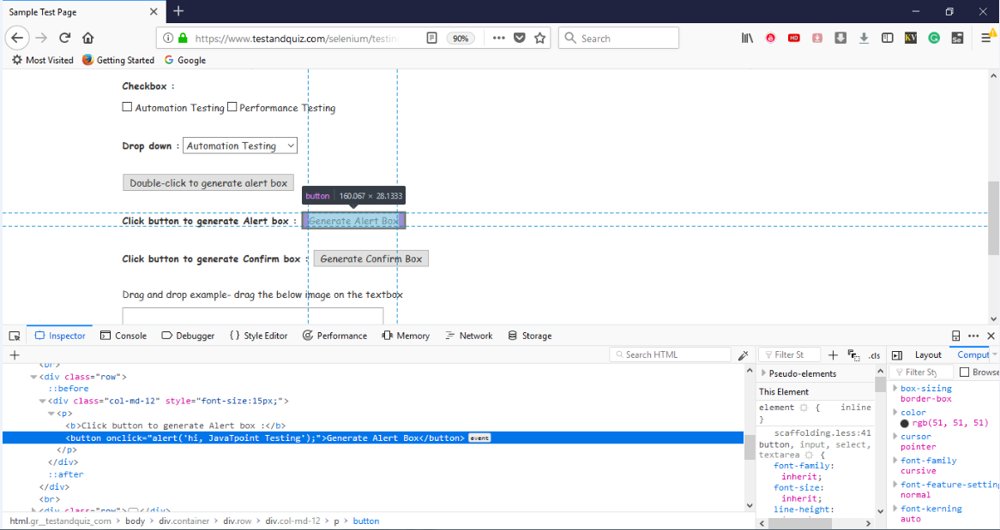 Sample Test Page
https://www.testandquiz.com/selenium/testin
90%
Search
Most Visited Getting Started Google
Checkbox :
Automation Testing Performance Testing
Drop down : Automation Testing
Double-click to generate alert box
button 160.067 × 28.1333
Click button to generate Alert box : Generate Alert Box
Click button to generate Confirm box : Generate Confirm Box
Drag and drop example- drag the below image on the textbox
Inspector Console Debugger {} Style Editor Performance Memory Network Storage
Search HTML
<br>
<div class="row">
::before
<div class="col-md-12" style="font-size:15px;">
<p>
<b>Click button to generate Alert box :</b>
<button onclick="alert('hi, JavaTpoint Testing');">Generate Alert Box</button> event
</p>
</div>
::after
</div>
<br>
<div class="row"></div>
html.gr__testandquiz_com > body > div.container > div.row > div.col-md-12 > p > button
Filter St + .cls
Pseudo-elements
This Element
element { inline
}
scaffolding.less:41
button, input, select,
textarea {
font-family:
inherit;
font-size:
inherit;
line-height:
Layout Comput
Filter Sty Browse
box-sizing
border-box
color
rgb(51, 51, 51)
cursor
pointer
font-family
cursive
font-feature-setting
normal
font-kerning
auto